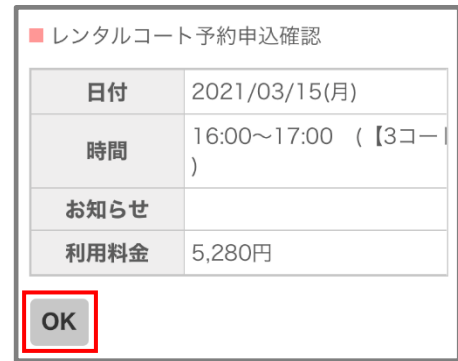 ■レンタルコート予約申込確認
日付 2021/03/15(月)
時間 16:00～17:00 (【3コー
)
お知らせ
利用料金 5,280円
OK